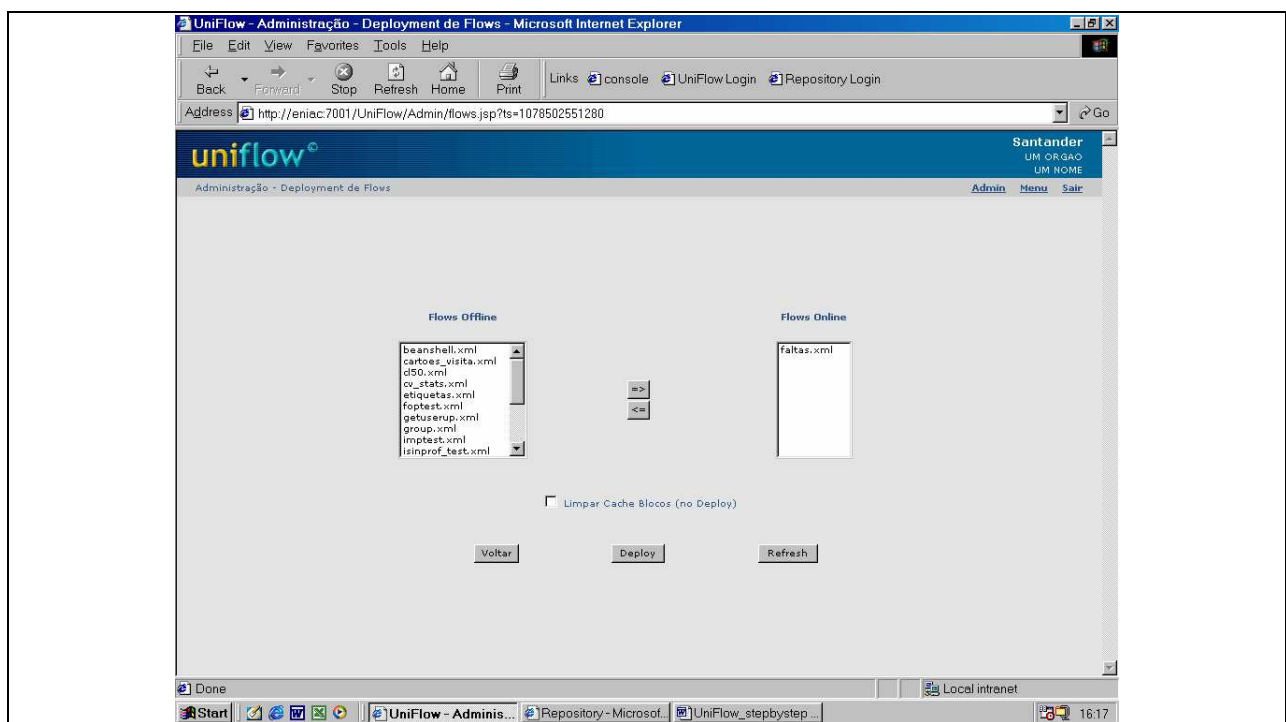 UniFlow - Administração - Deployment de Flows - Microsoft Internet Explorer
File Edit View Favorites Tools Help
Back Forward Stop Refresh Home Print Links console UniFlow Login Repository Login
Address http://eniac:7001/UniFlow/Admin/flows.jsp?ts=1078502551280 Go
uniflow©
Santander
UM ORGAO
UM NOME
Administração - Deployment de Flows Admin Menu Sair
Flows Offline Flows Online
beanshell.xml
cartoes_visita.xml
cl50.xml
cv_stats.xml
etiquetas.xml
foptest.xml
getuserup.xml
group.xml
imptest.xml
isinprof_test.xml
=>
<=
faltas.xml
Limpar Cache Blocos (no Deploy)
Voltar Deploy Refresh
Done Local intranet
Start UniFlow - Adminis... Repository - Microsof... UniFlow_stepbystep ... 16:17